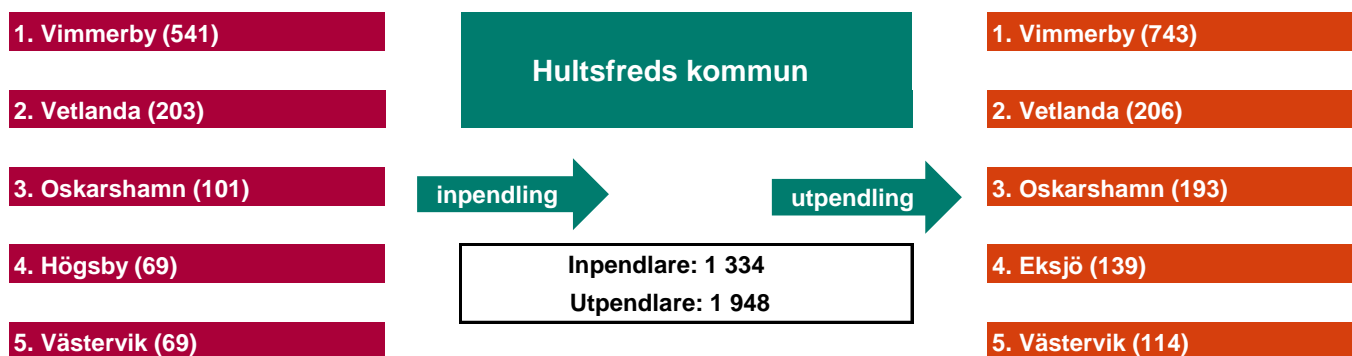 1. Vimmerby (541)
2. Vetlanda (203)
3. Oskarshamn (101)
4. Högsby (69)
5. Västervik (69)
Hultsfreds kommun
inpendling
utpendling
Inpendlare: 1 334
Utpendlare: 1 948
1. Vimmerby (743)
2. Vetlanda (206)
3. Oskarshamn (193)
4. Eksjö (139)
5. Västervik (114)